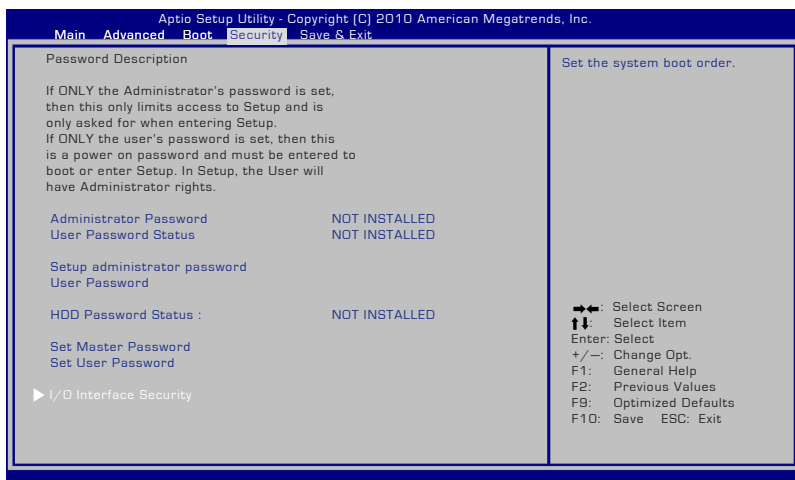 Aptio Setup Utility - Copyright (C) 2010 American Megatrends, Inc.
Main Advanced Boot Security Save & Exit
Password Description
If ONLY the Administrator's password is set,
then this only limits access to Setup and is
only asked for when entering Setup.
If ONLY the user's password is set, then this
is a power on password and must be entered to
boot or enter Setup. In Setup, the User will
have Administrator rights.
Administrator Password NOT INSTALLED
User Password Status NOT INSTALLED
Setup administrator password
User Password
HDD Password Status : NOT INSTALLED
Set Master Password
Set User Password
I/O Interface Security
Set the system boot order.
→←: Select Screen
↑↓: Select Item
Enter: Select
+/—: Change Opt.
F1: General Help
F2: Previous Values
F9: Optimized Defaults
F10: Save ESC: Exit